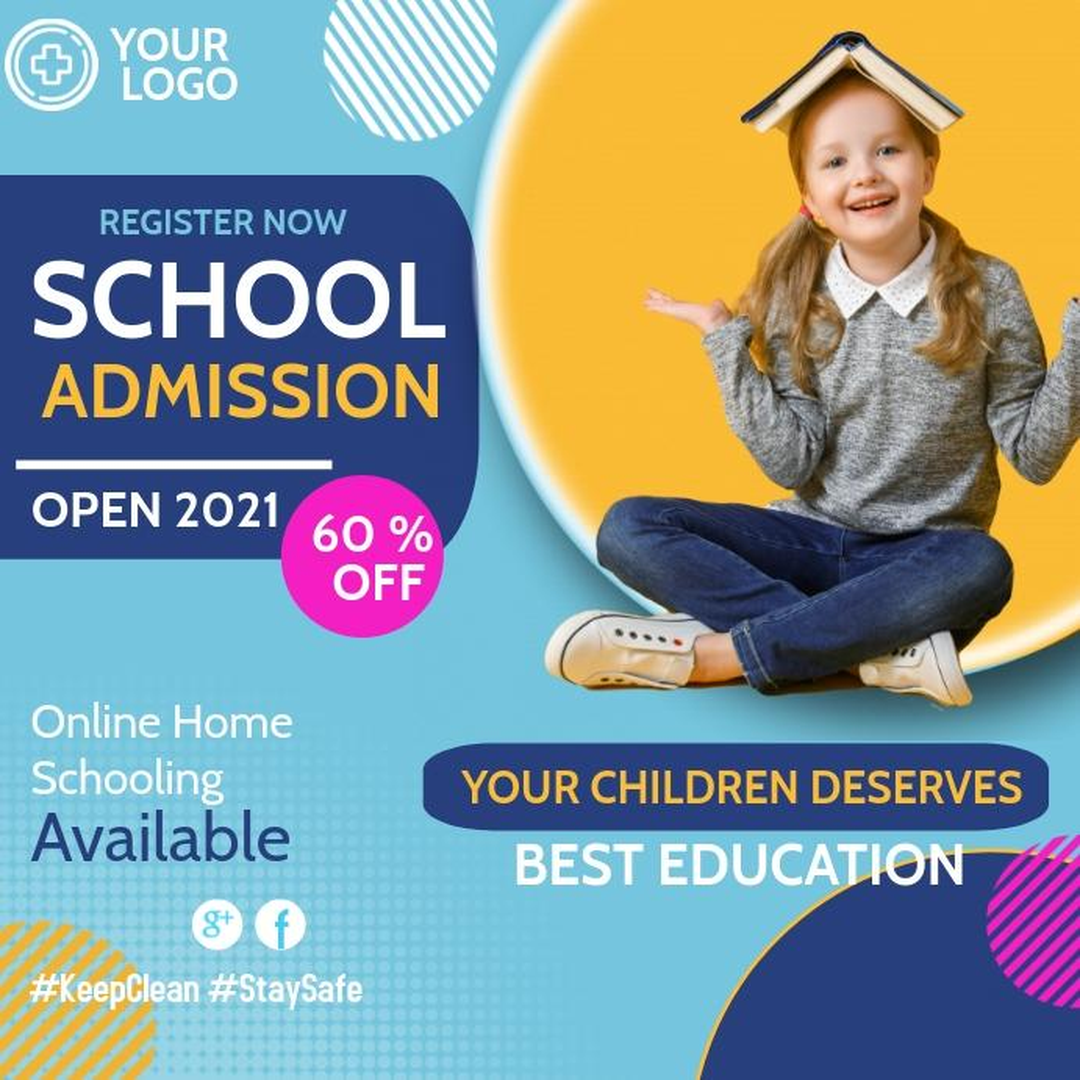 YOUR
LOGO
REGISTER NOW
SCHOOL
ADMISSION
OPEN 2021
60 %
OFF
Online Home
Schooling
Available
g+ f
#KeepClean #StaySafe
YOUR CHILDREN DESERVES
BEST EDUCATION